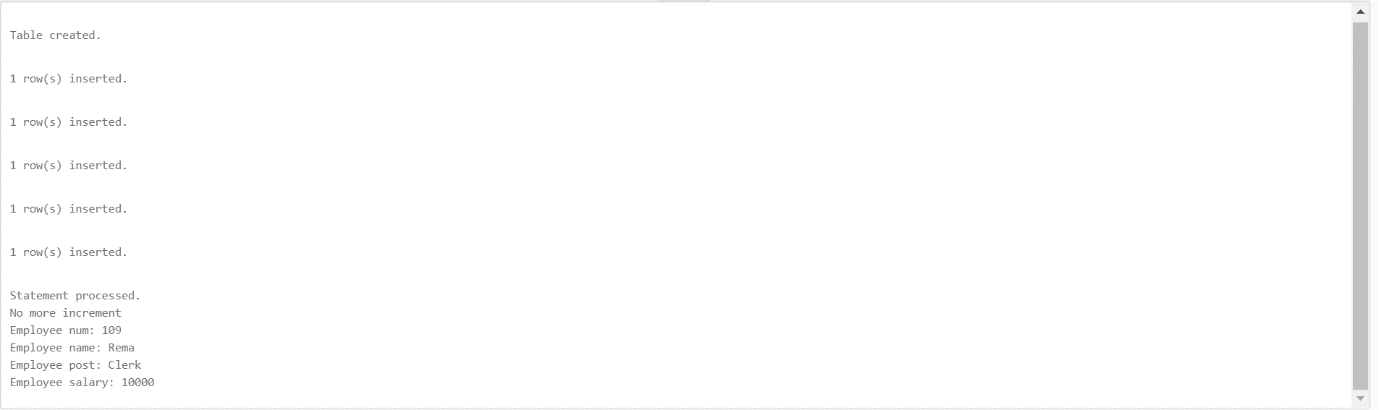 Table created.
1 row(s) inserted.
1 row(s) inserted.
1 row(s) inserted.
1 row(s) inserted.
1 row(s) inserted.
Statement processed.
No more increment
Employee num: 109
Employee name: Rema
Employee post: Clerk
Employee salary: 10000